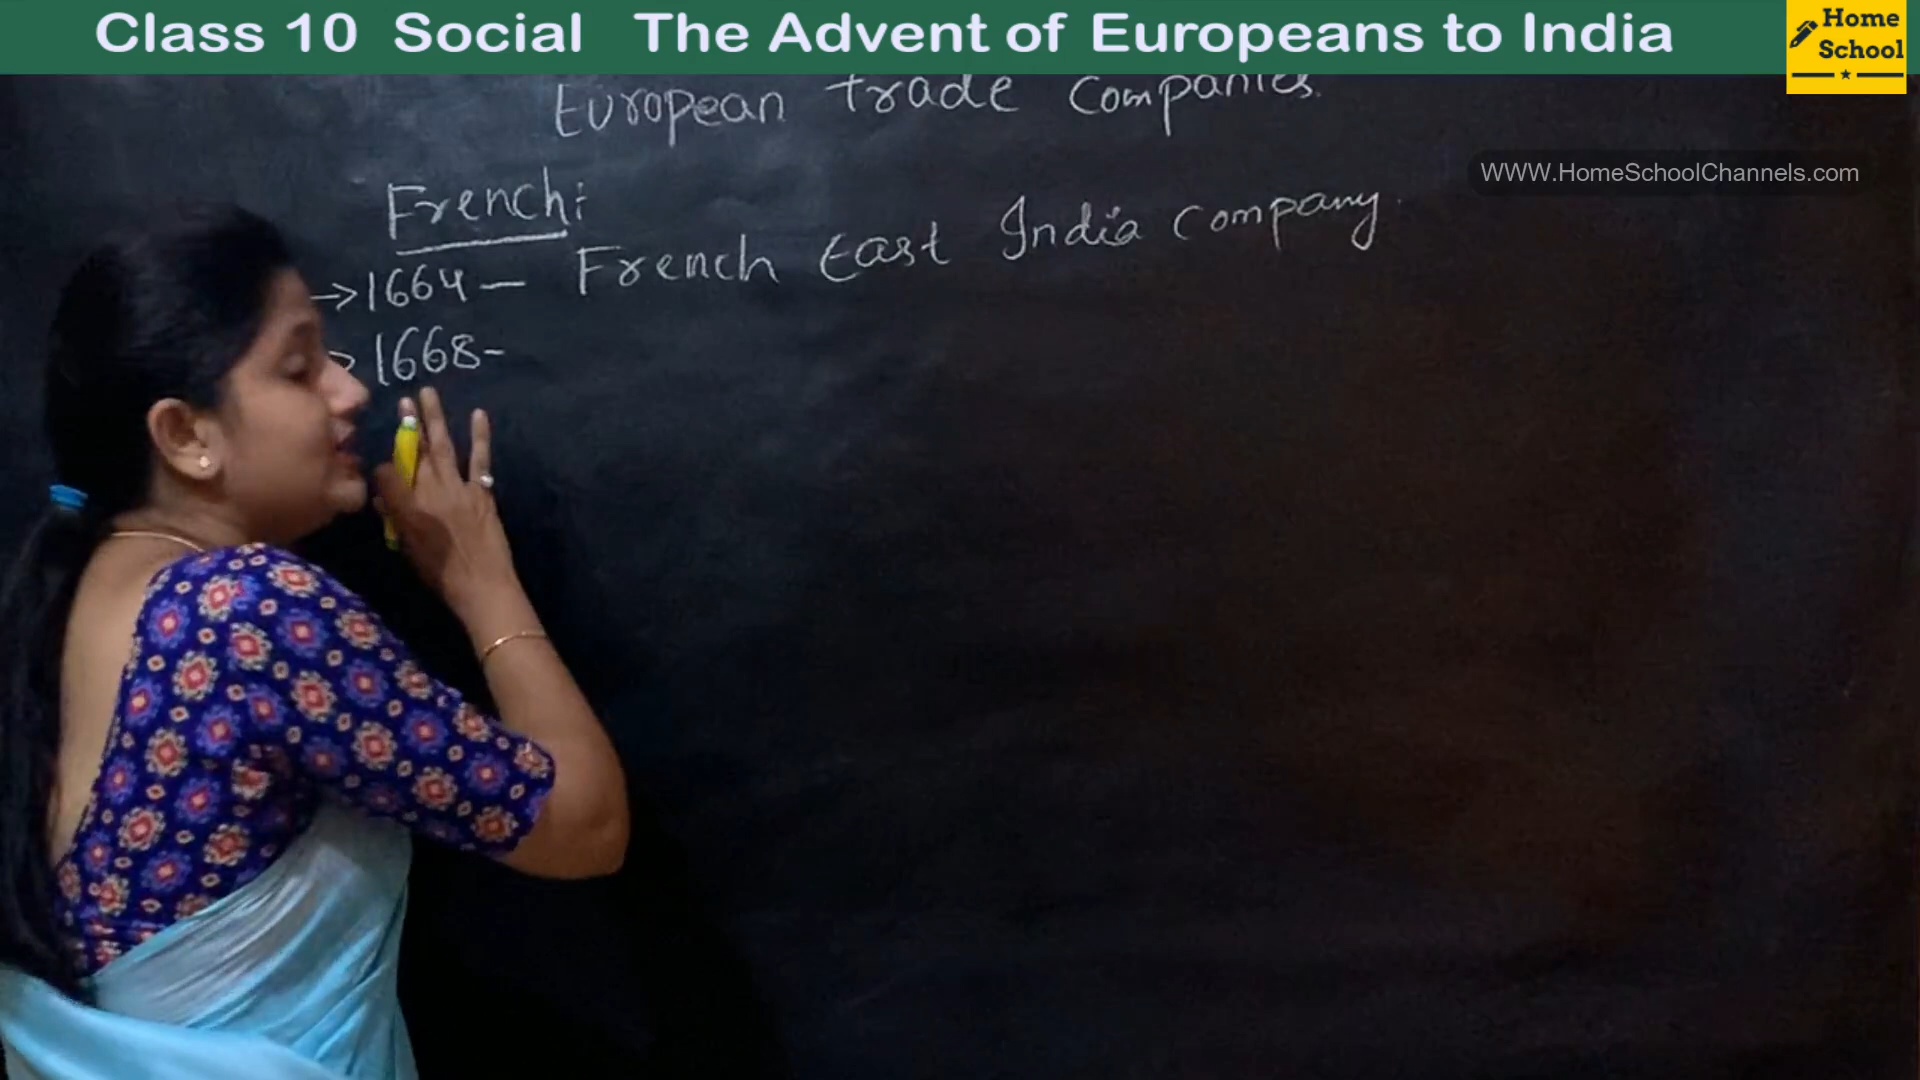 Class 10 Social The Advent of Europeans to India
Home
School
WWW.HomeSchoolChannels.com
European trade Companies.
French:
→1664 — French East India Company.
→ 1668-